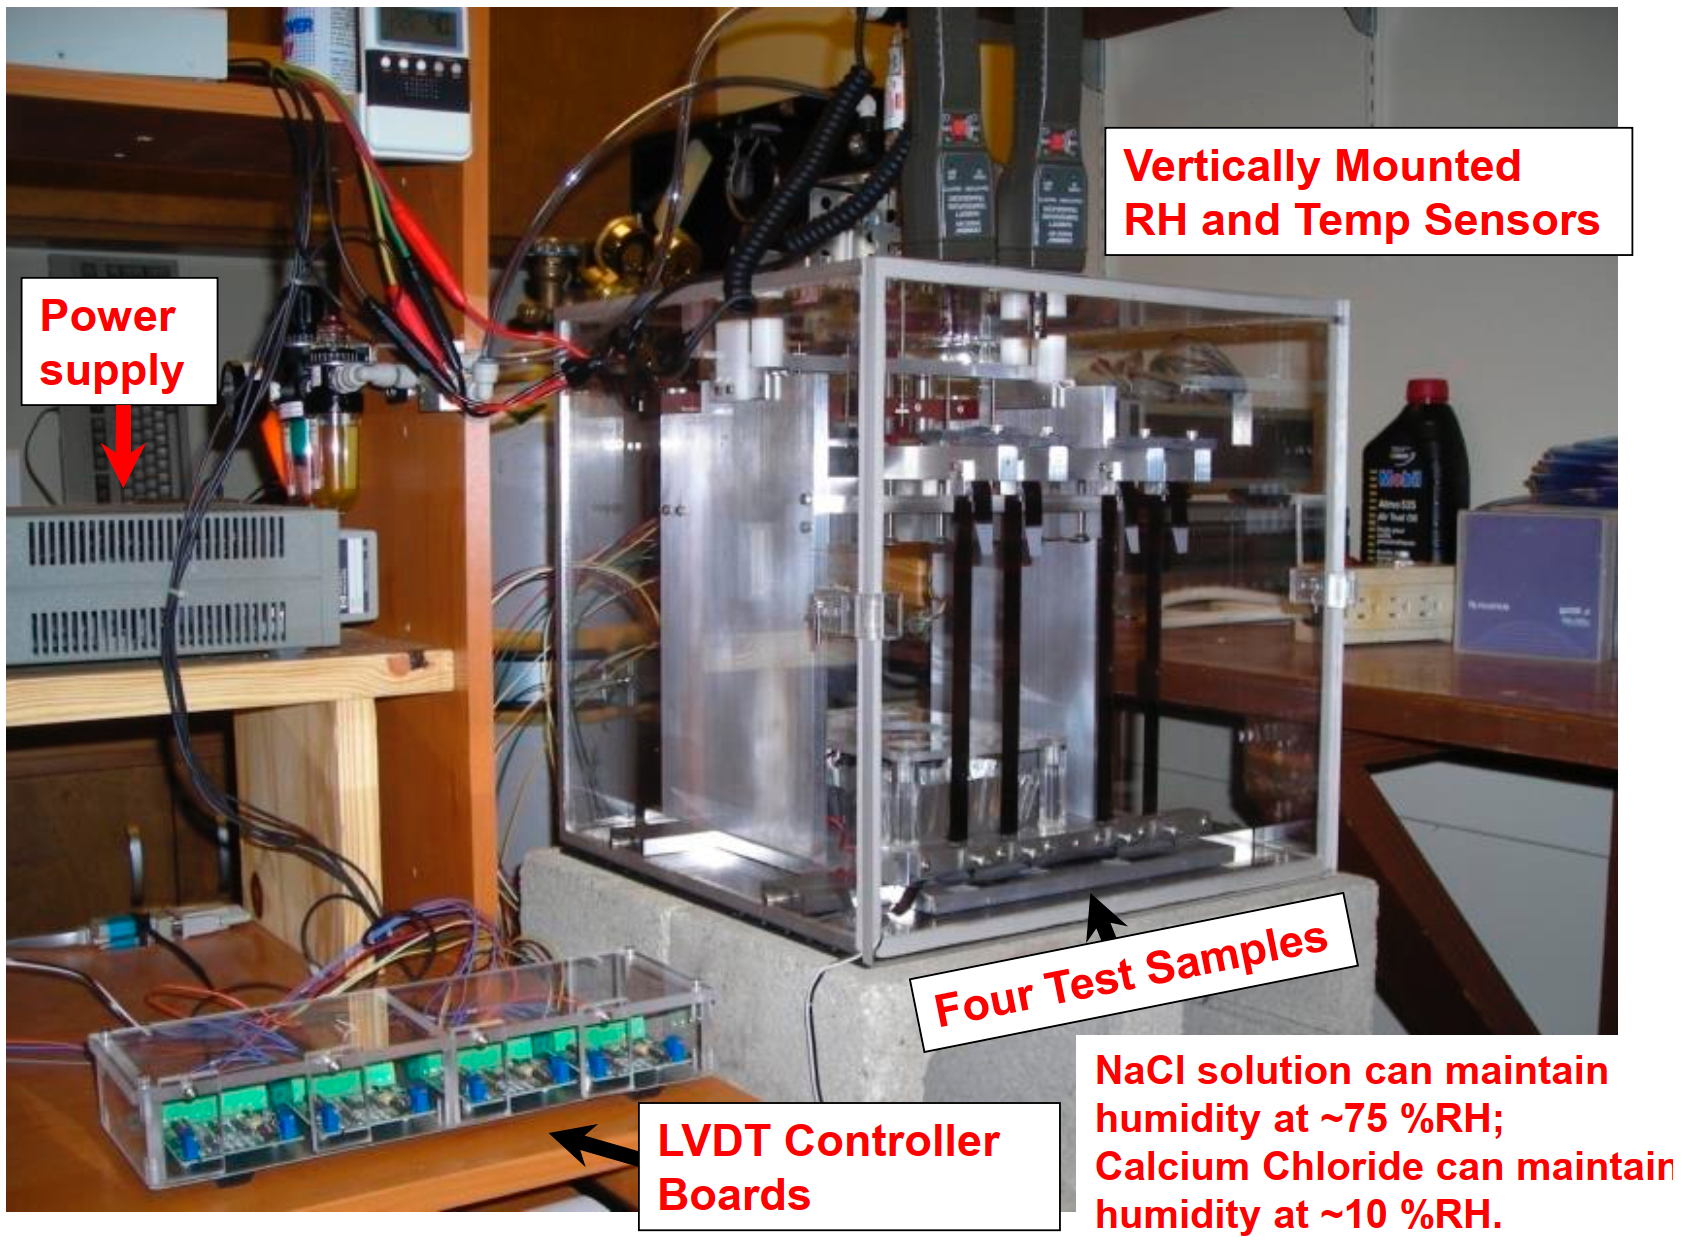 Vertically Mounted
RH and Temp Sensors
Power
supply
Mobil
Four Test Samples
LVDT Controller
Boards
NaCl solution can maintain
humidity at ~75 %RH;
Calcium Chloride can maintain
humidity at ~10 %RH.